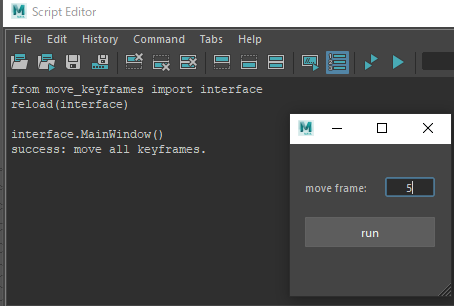 Script Editor
File Edit History Command Tabs Help
from move_keyframes import interface
reload(interface)
interface.MainWindow()
success: move all keyframes.
move frame: 5
run